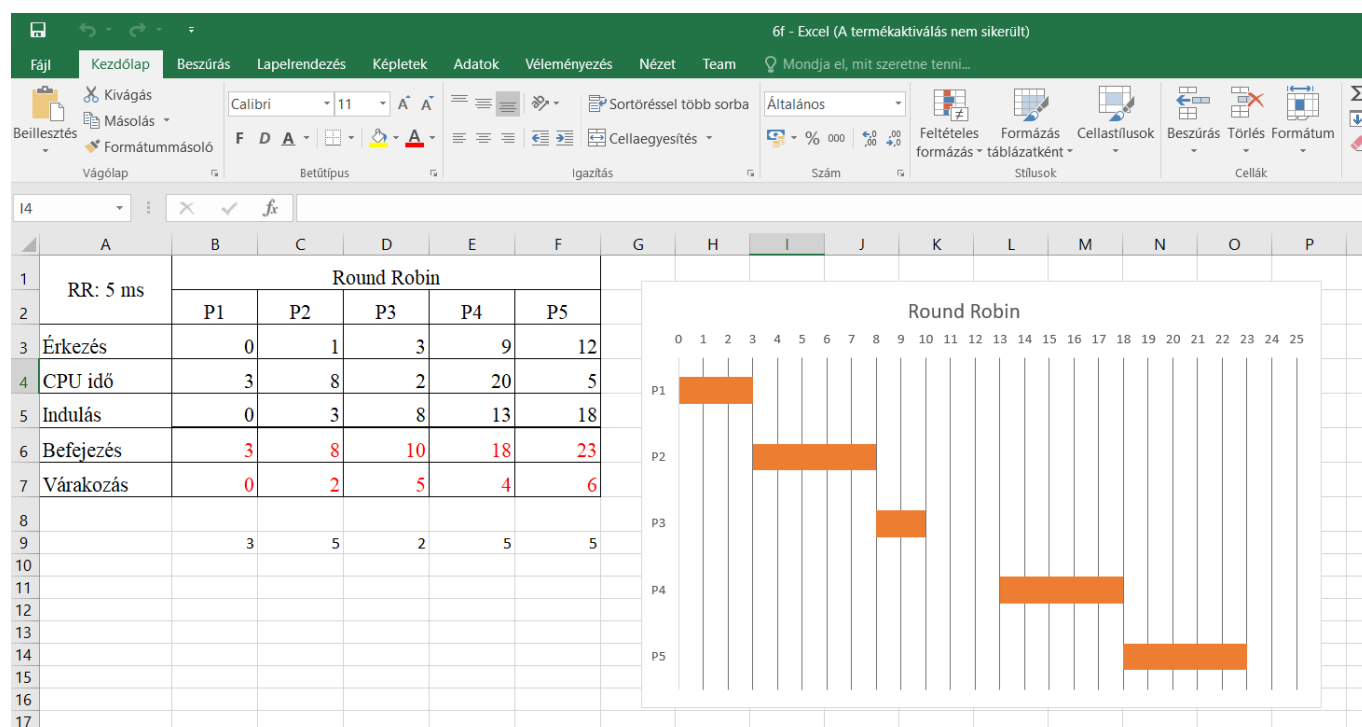 6f - Excel (A termékaktiválás nem sikerült)
Fájl Kezdőlap Beszúrás Lapelrendezés Képletek Adatok Véleményezés Nézet Team Mondja el, mit szeretne tenni...
Beillesztés
Kivágás
Másolás
Formátummásoló
Vágólap
Calibri 11 A A
F D A A
Betűtípus
Sortöréssel több sorba
Cellaegyesítés
Igazítás
Általános
% 000 ,0 ,00 ,00 ,0
Szám
Feltételes formázás
Formázás táblázatként
Cellastílusok
Stílusok
Beszúrás Törlés Formátum
Cellák
Σ
I4 fx
A B C D E F G H I J K L M N O P
1 RR: 5 ms Round Robin
2 P1 P2 P3 P4 P5
3 Érkezés 0 1 3 9 12
4 CPU idő 3 8 2 20 5
5 Indulás 0 3 8 13 18
6 Befejezés 3 8 10 18 23
7 Várakozás 0 2 5 4 6
8
9 3 5 2 5 5
10
11
12
13
14
15
16
17
Round Robin
0 1 2 3 4 5 6 7 8 9 10 11 12 13 14 15 16 17 18 19 20 21 22 23 24 25
P1
P2
P3
P4
P5